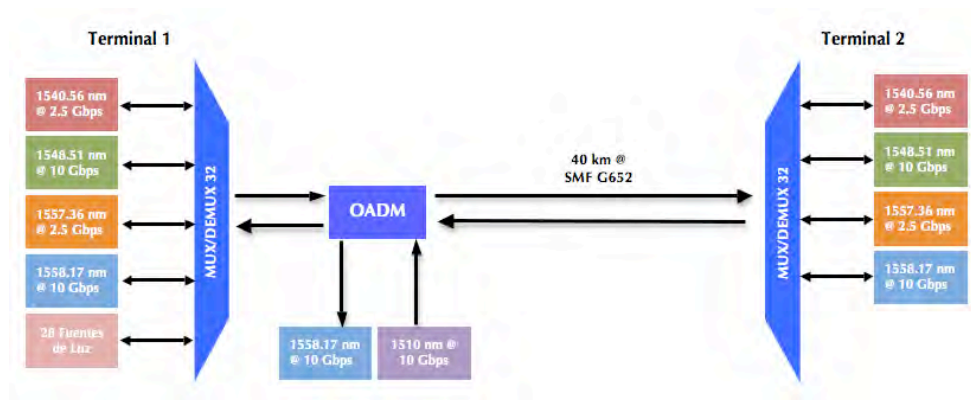 Terminal 1
Terminal 2
1540.56 nm
@ 2.5 Gbps
1548.51 nm
@ 10 Gbps
1557.36 nm
@ 2.5 Gbps
1558.17 nm
@ 10 Gbps
28 Fuentes
de Luz
MUX/DEMUX 32
OADM
1558.17 nm
@ 10 Gbps
1510 nm @
10 Gbps
40 km @
SMF G652
MUX/DEMUX 32
1540.56 nm
@ 2.5 Gbps
1548.51 nm
@ 10 Gbps
1557.36 nm
@ 2.5 Gbps
1558.17 nm
@ 10 Gbps